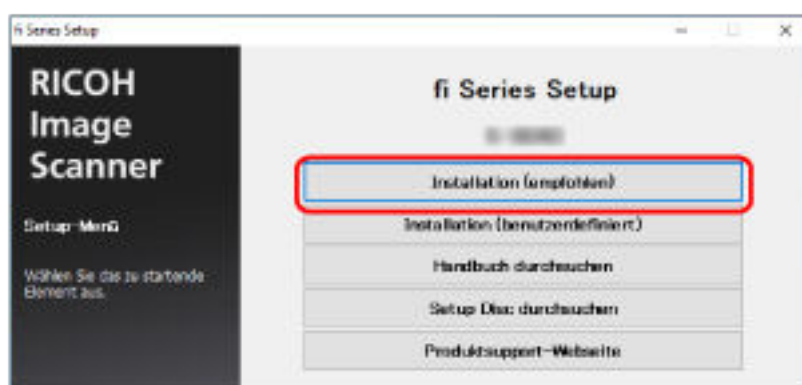 fi Series Setup
RICOH
Image
Scanner
Setup-Menü
Wählen Sie das zu startende
Element aus.
fi Series Setup
Installation (empfohlen)
Installation (benutzerdefiniert)
Handbuch durchsuchen
Setup Disc durchsuchen
Produktsupport-Webseite